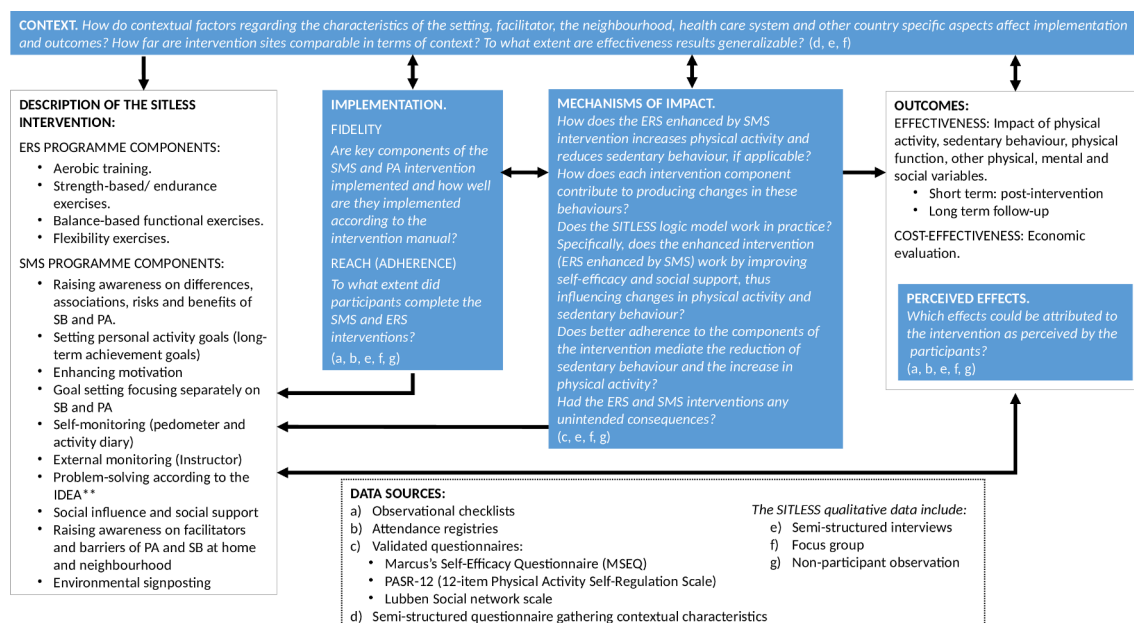 CONTEXT. How do contextual factors regarding the characteristics of the setting, facilitator, the neighbourhood, health care system and other country specific aspects affect implementation
and outcomes? How far are intervention sites comparable in terms of context? To what extent are effectiveness results generalizable? (d, e, f)
DESCRIPTION OF THE SITLESS
INTERVENTION:
ERS PROGRAMME COMPONENTS:
• Aerobic training.
• Strength-based/ endurance
exercises.
• Balance-based functional exercises.
• Flexibility exercises.
SMS PROGRAMME COMPONENTS:
• Raising awareness on differences,
associations, risks and benefits of
SB and PA.
• Setting personal activity goals (long-
term achievement goals)
• Enhancing motivation
• Goal setting focusing separately on
SB and PA
• Self-monitoring (pedometer and
activity diary)
• External monitoring (Instructor)
• Problem-solving according to the
IDEA**
• Social influence and social support
• Raising awareness on facilitators
and barriers of PA and SB at home
and neighbourhood
• Environmental signposting
IMPLEMENTATION.
FIDELITY
Are key components of the
SMS and PA intervention
implemented and how well
are they implemented
according to the
intervention manual?
REACH (ADHERENCE)
To what extent did
participants complete the
SMS and ERS
interventions?
(a, b, e, f, g)
MECHANISMS OF IMPACT.
How does the ERS enhanced by SMS
intervention increases physical activity and
reduces sedentary behaviour, if applicable?
How does each intervention component
contribute to producing changes in these
behaviours?
Does the SITLESS logic model work in practice?
Specifically, does the enhanced intervention
(ERS enhanced by SMS) work by improving
self-efficacy and social support, thus
influencing changes in physical activity and
sedentary behaviour?
Does better adherence to the components of
the intervention mediate the reduction of
sedentary behaviour and the increase in
physical activity?
Had the ERS and SMS interventions any
unintended consequences?
(c, e, f, g)
OUTCOMES:
EFFECTIVENESS: Impact of physical
activity, sedentary behaviour, physical
function, other physical, mental and
social variables.
• Short term: post-intervention
• Long term follow-up
COST-EFFECTIVENESS: Economic
evaluation.
PERCEIVED EFFECTS.
Which effects could be attributed to
the intervention as perceived by the
participants?
(a, b, e, f, g)
DATA SOURCES:
a) Observational checklists
b) Attendance registries
c) Validated questionnaires:
• Marcus's Self-Efficacy Questionnaire (MSEQ)
• PASR-12 (12-item Physical Activity Self-Regulation Scale)
• Lubben Social network scale
d) Semi-structured questionnaire gathering contextual characteristics
The SITLESS qualitative data include:
e) Semi-structured interviews
f) Focus group
g) Non-participant observation